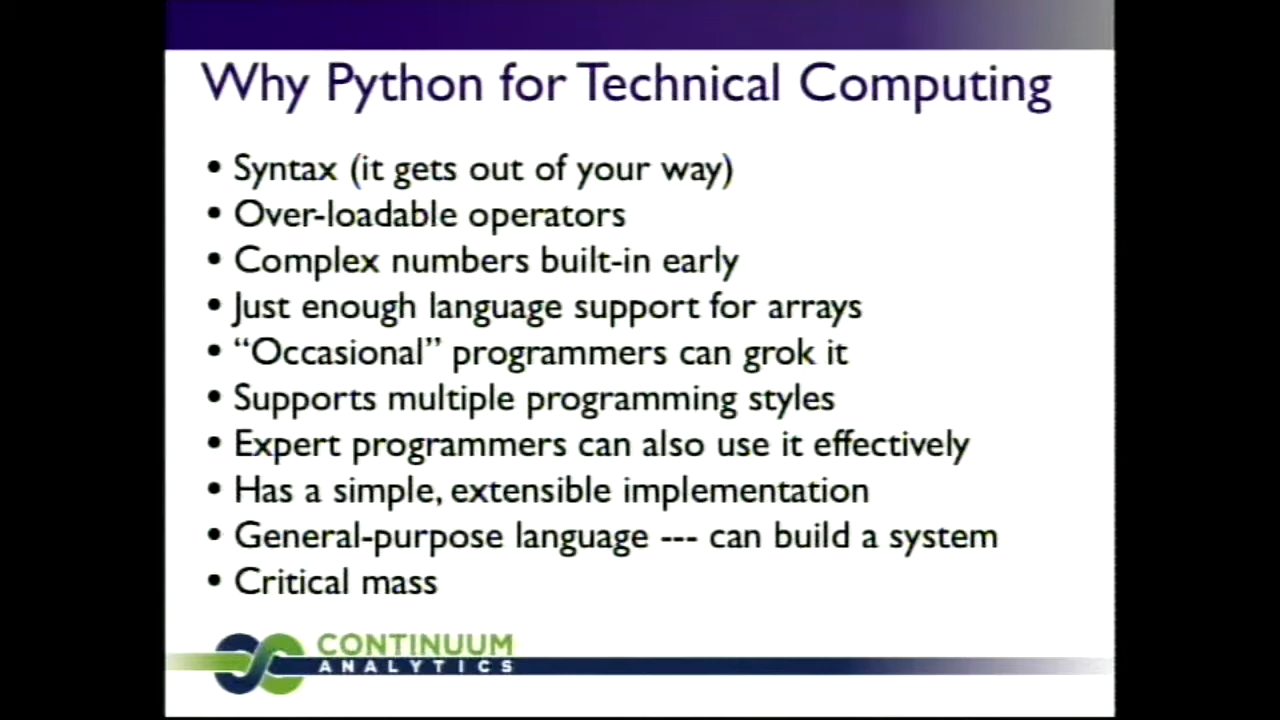 Why Python for Technical Computing
• Syntax (it gets out of your way)
• Over-loadable operators
• Complex numbers built-in early
• Just enough language support for arrays
• “Occasional” programmers can grok it
• Supports multiple programming styles
• Expert programmers can also use it effectively
• Has a simple, extensible implementation
• General-purpose language --- can build a system
• Critical mass
CONTINUUM
ANALYTICS